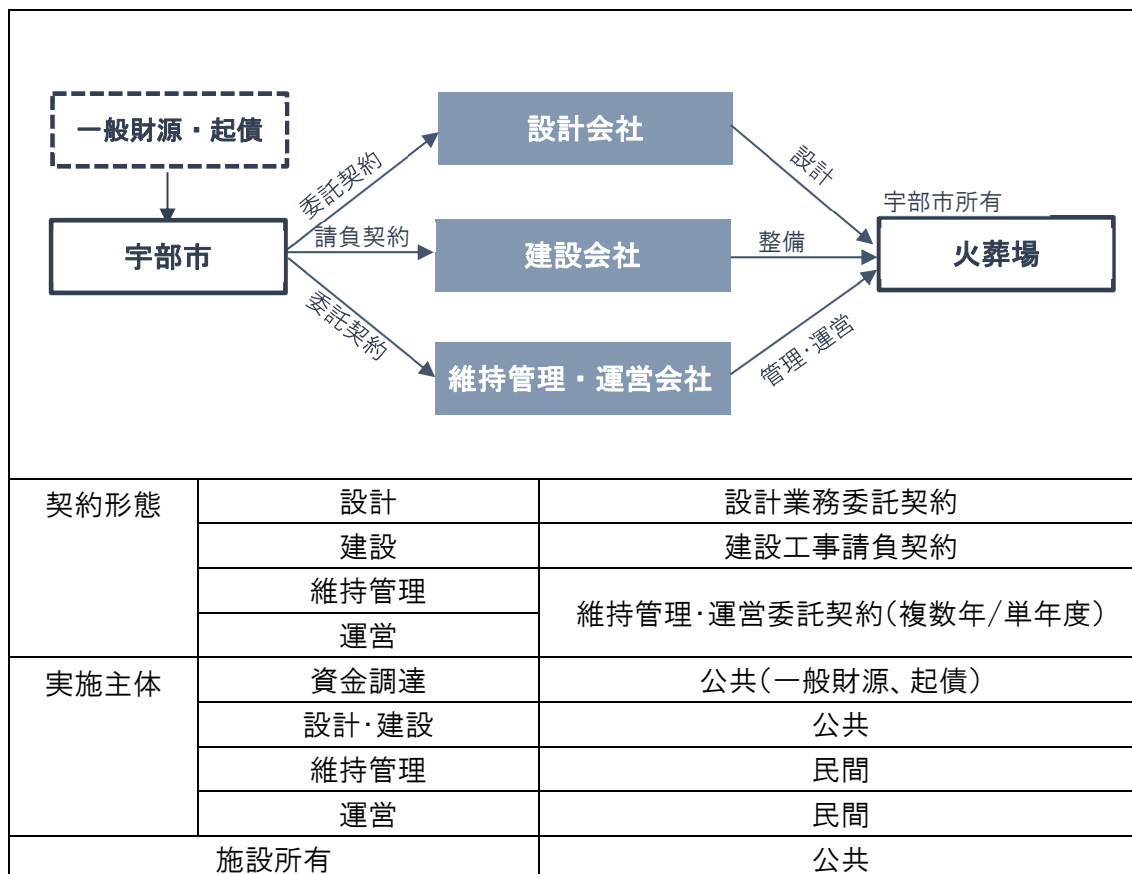 一般財源・起債
宇部市
委託契約
請負契約
委託契約
設計会社
建設会社
維持管理・運営会社
設計
整備
管理・運営
宇部市所有
火葬場
契約形態 設計 設計業務委託契約
建設 建設工事請負契約
維持管理 維持管理・運営委託契約(複数年/単年度)
運営
実施主体 資金調達 公共(一般財源、起債)
設計・建設 公共
維持管理 民間
運営 民間
施設所有 公共